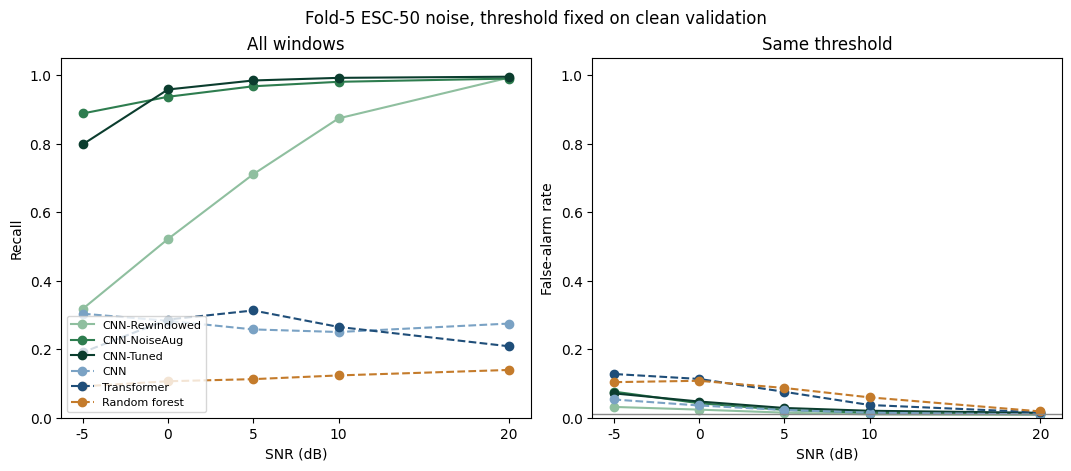 Fold-5 ESC-50 noise, threshold fixed on clean validation
All windows
Recall
1.0
0.8
0.6
0.4
0.2
0.0
CNN-Rewindowed
CNN-NoiseAug
CNN-Tuned
CNN
Transformer
Random forest
-5 0 5 10 20
SNR (dB)
Same threshold
False-alarm rate
1.0
0.8
0.6
0.4
0.2
0.0
-5 0 5 10 20
SNR (dB)